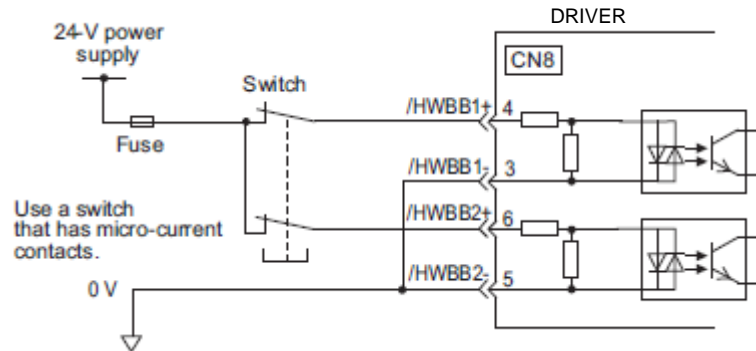 DRIVER
24-V power
supply
CN8
Switch
/HWBB1+ 4
Fuse
/HWBB1- 3
Use a switch
that has micro-current
contacts.
/HWBB2+ 6
/HWBB2- 5
0 V